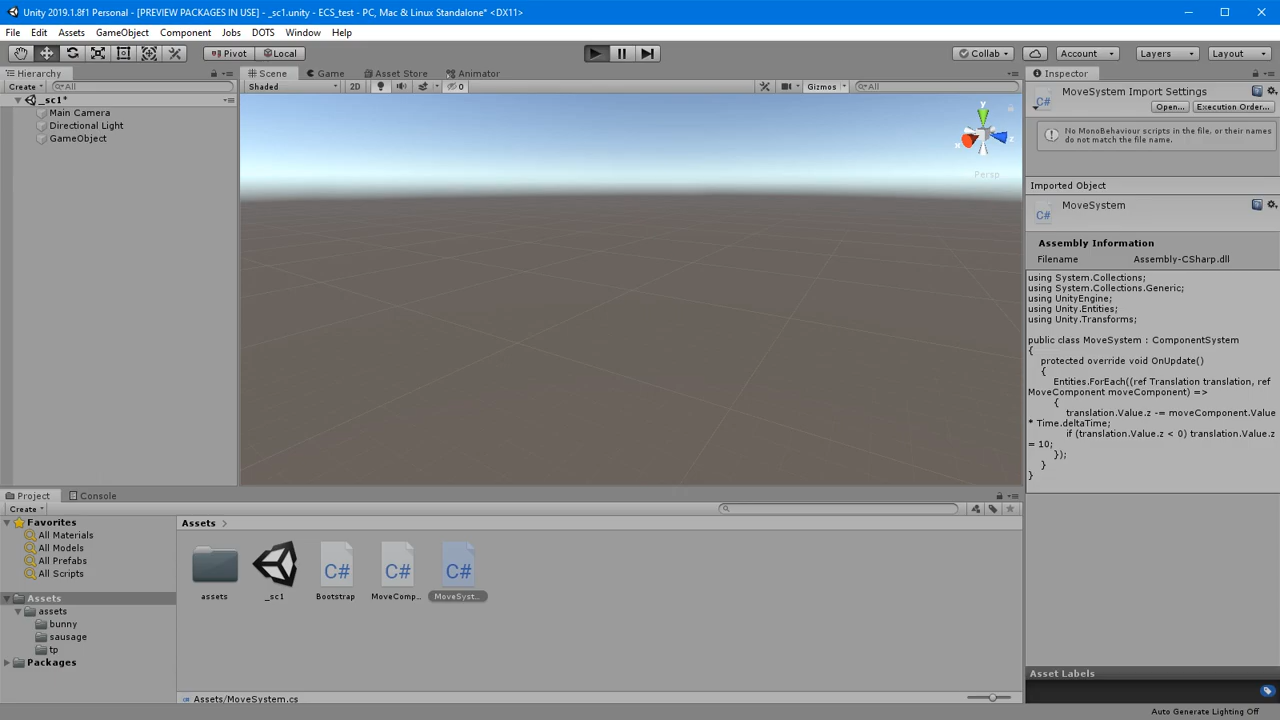 Unity 2019.1.8f1 Personal - [PREVIEW PACKAGES IN USE] - _sc1.unity - ECS_test - PC, Mac & Linux Standalone* <DX11>
File Edit Assets GameObject Component Jobs DOTS Window Help
Pivot Local Collab Account Layers Layout
Hierarchy Scene Game Asset Store Animator Inspector
Create All Shaded 2D 0 Gizmos All
_sc1*
Main Camera
Directional Light
GameObject
y
x
z
Persp
MoveSystem Import Settings
C#
Open... Execution Order...
No MonoBehaviour scripts in the file, or their names
do not match the file name.
Imported Object
MoveSystem
C#
Assembly Information
Filename Assembly-CSharp.dll
using System.Collections;
using System.Collections.Generic;
using UnityEngine;
using Unity.Entities;
using Unity.Transforms;
public class MoveSystem : ComponentSystem
{
protected override void OnUpdate()
{
Entities.ForEach((ref Translation translation, ref
MoveComponent moveComponent) =>
{
translation.Value.z -= moveComponent.Value
* Time.deltaTime;
if (translation.Value.z < 0) translation.Value.z
= 10;
});
}
}
Project Console
Create
Favorites
All Materials
All Models
All Prefabs
All Scripts
Assets
assets
bunny
sausage
tp
Packages
Assets
C# C# C#
assets _sc1 Bootstrap MoveComp... MoveSyst...
Assets/MoveSystem.cs
Asset Labels
Auto Generate Lighting Off